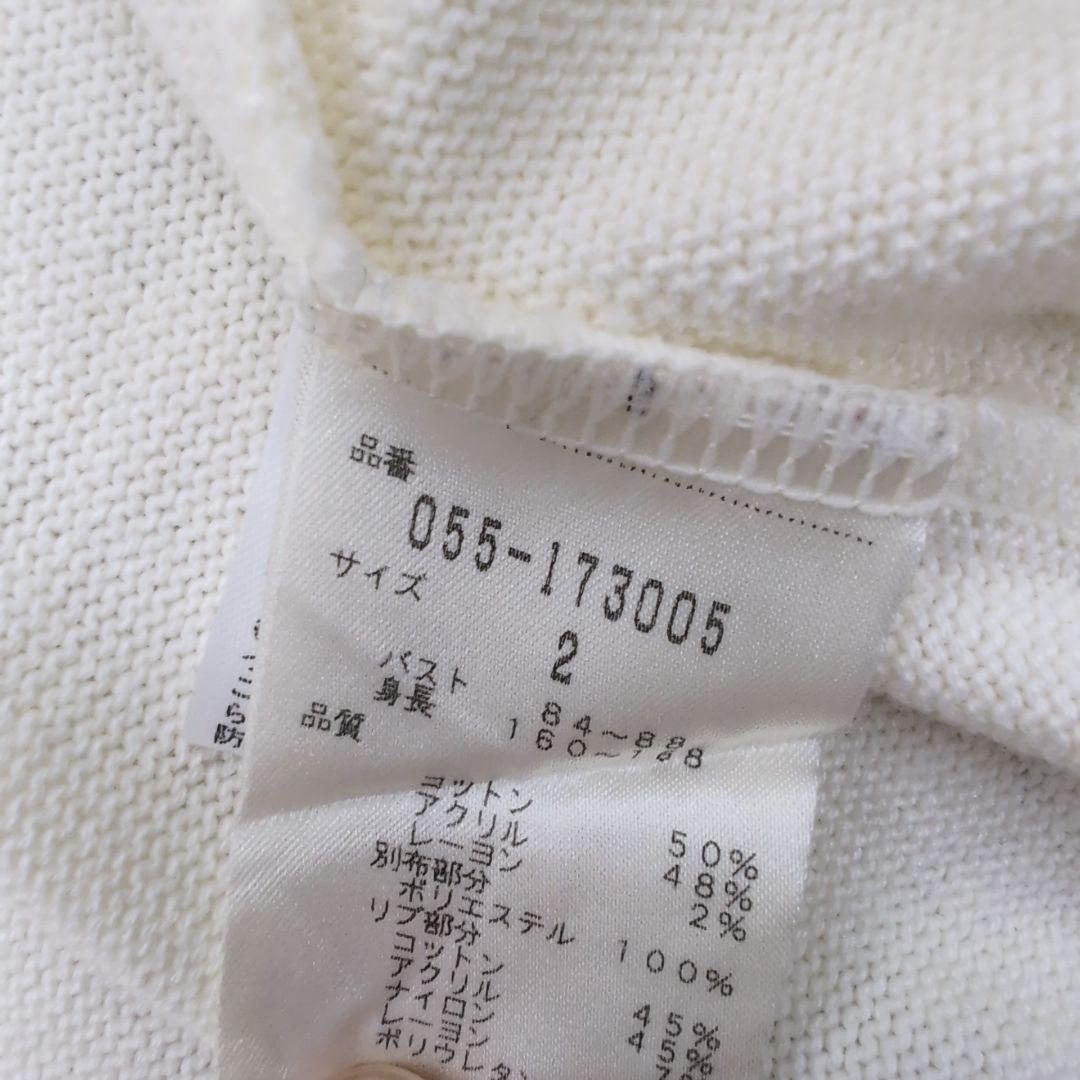 品番
055-173005
サイズ
2
バスト 84~88
身長 160~
品質
コットン 50%
アクリル 48%
レーヨン 2%
別布部分
ポリエステル 100%
リブ部分
コットン 45%
アクリル 45%
ナイロン
レーヨン
ポリウレタン
防